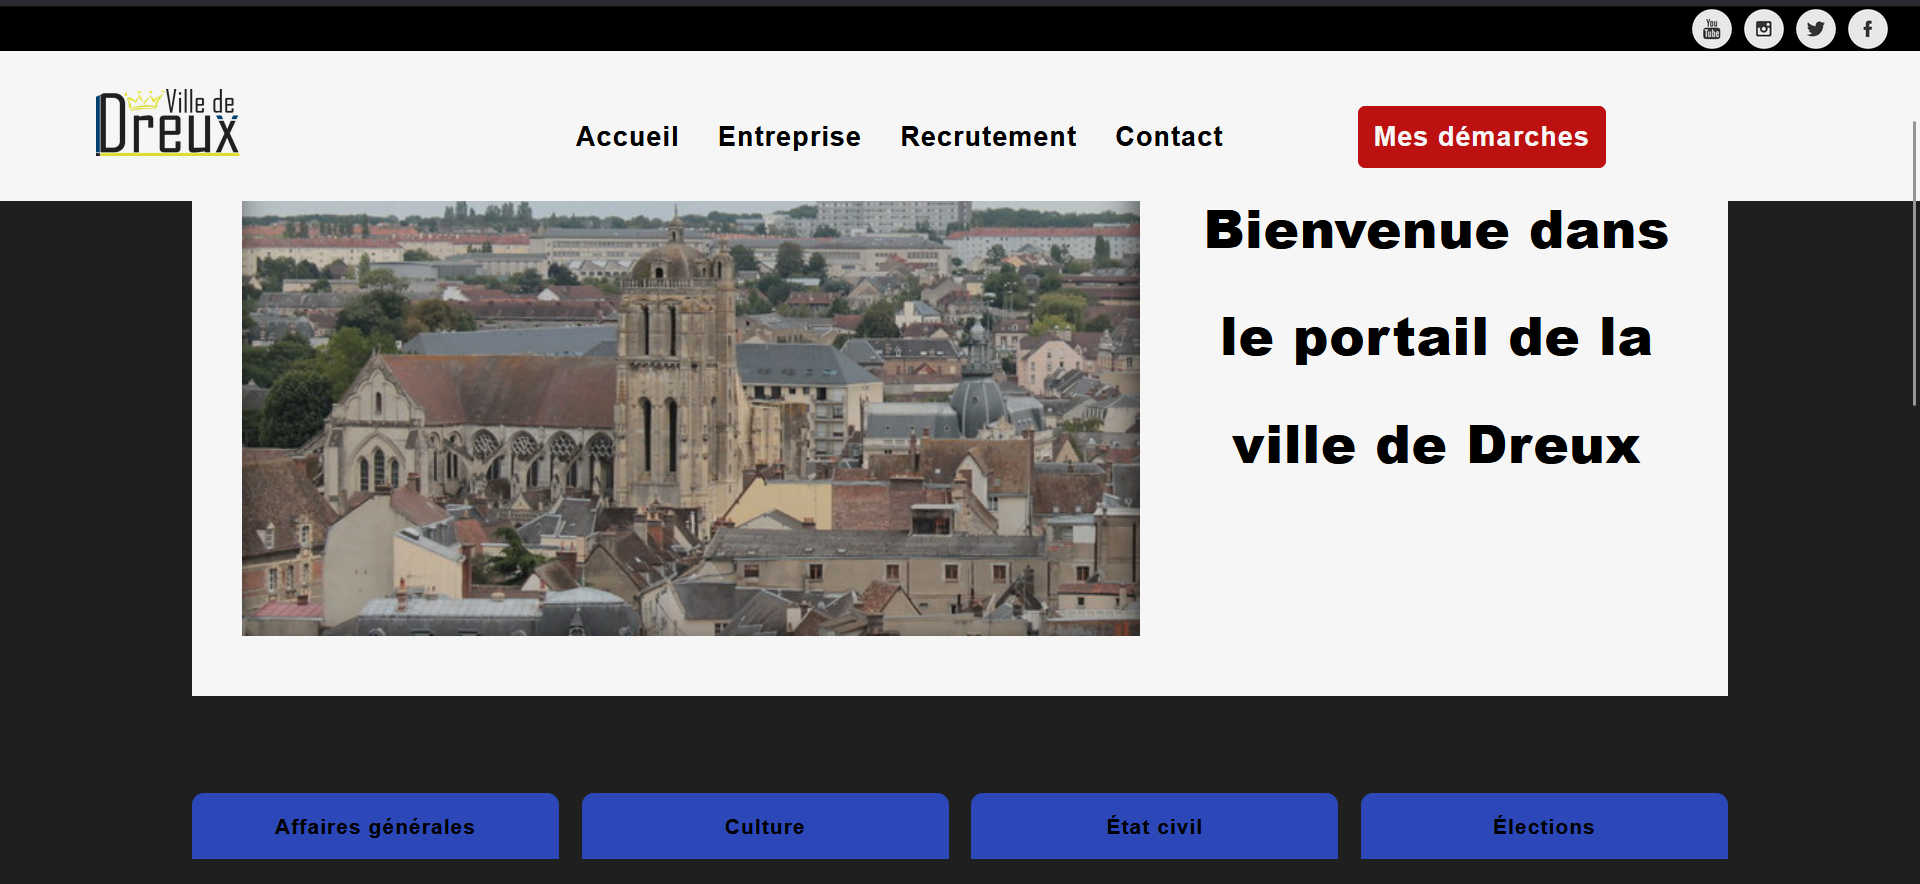 You
Tube
Ville de
Dreux
Accueil
Entreprise
Recrutement
Contact
Mes démarches
Bienvenue dans
le portail de la
ville de Dreux
Affaires générales
Culture
État civil
Élections